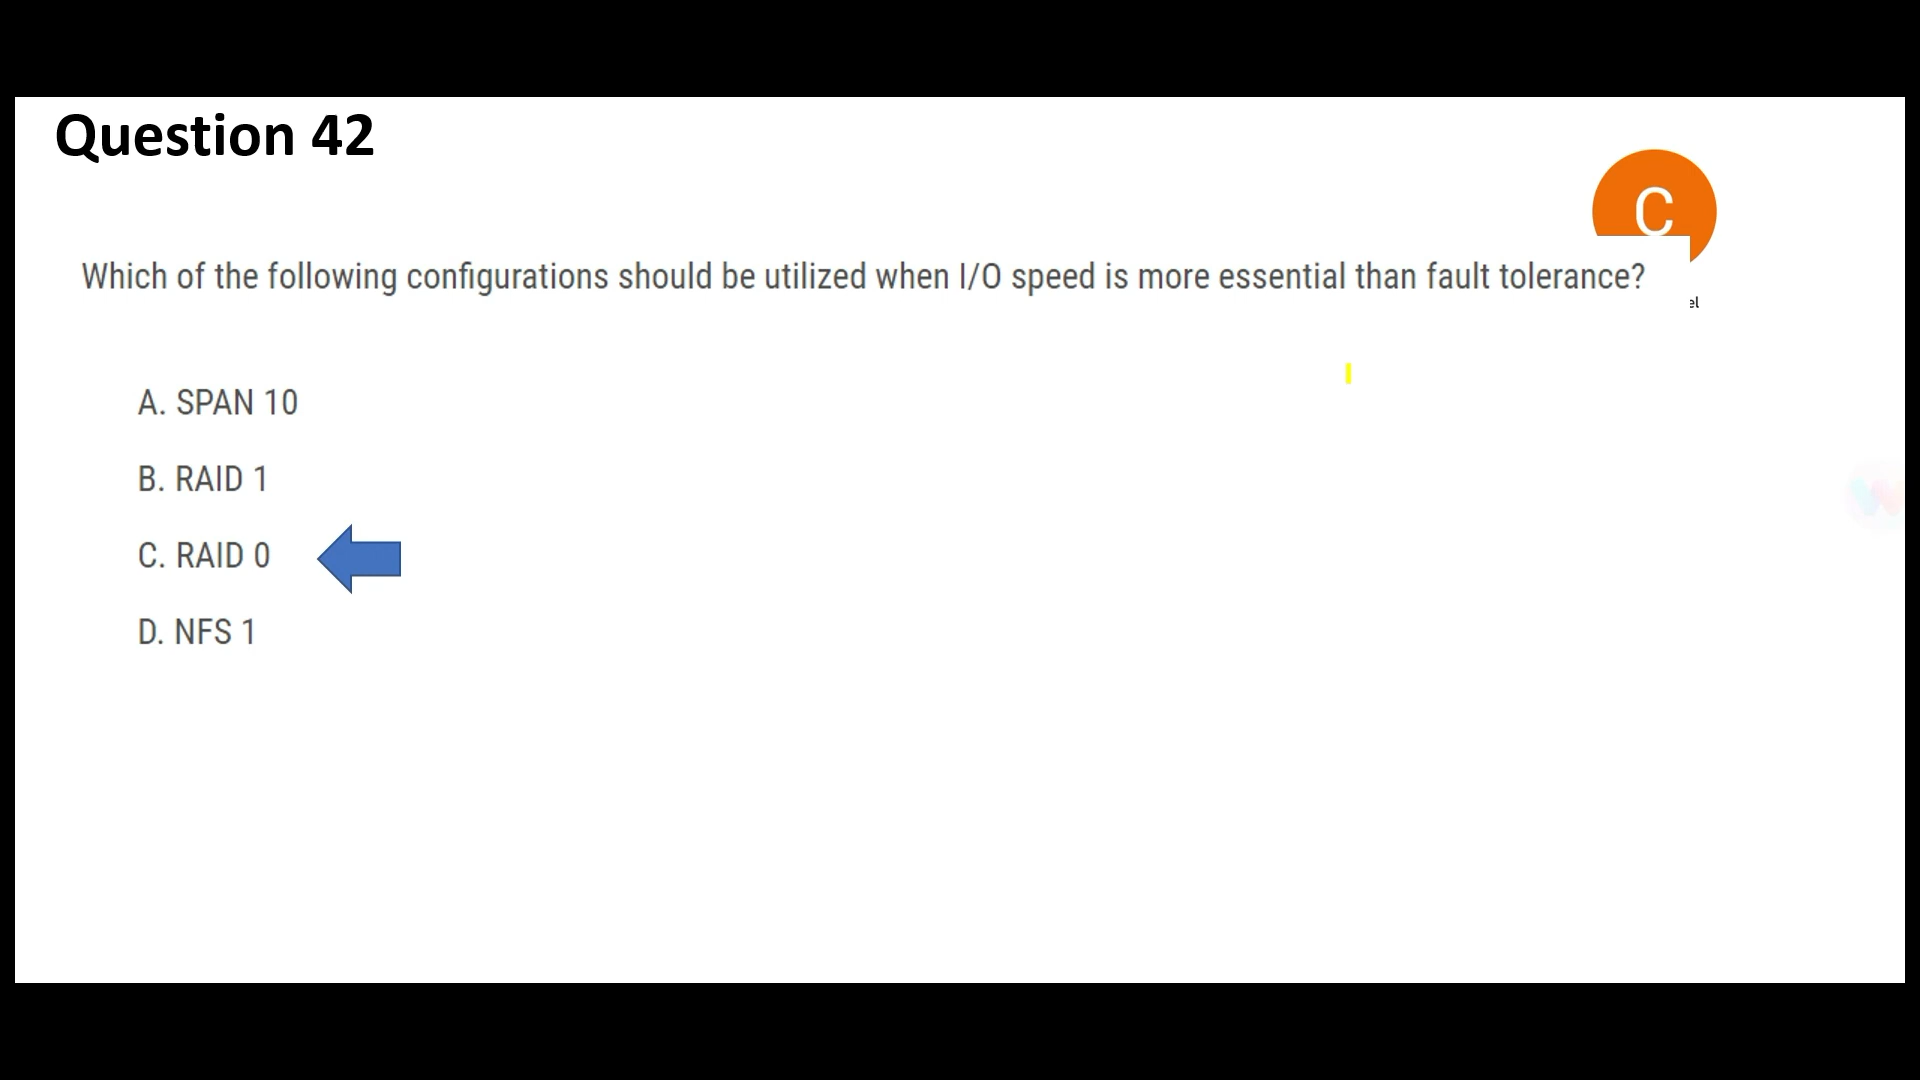 Question 42
C
Which of the following configurations should be utilized when I/O speed is more essential than fault tolerance?
el
A. SPAN 10
B. RAID 1
C. RAID 0
D. NFS 1
W